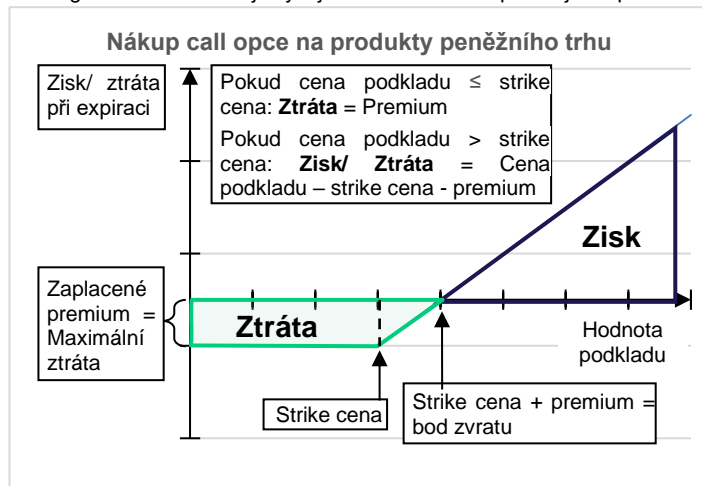 Nákup call opce na produkty peněžního trhu
Zisk/ ztráta
při expiraci
Pokud cena podkladu ≤ strike
cena: Ztráta = Premium
Pokud cena podkladu > strike
cena: Zisk/ Ztráta = Cena
podkladu – strike cena - premium
Zisk
Zaplacené
premium =
Maximální
ztráta
Ztráta
Hodnota
podkladu
Strike cena
Strike cena + premium =
bod zvratu